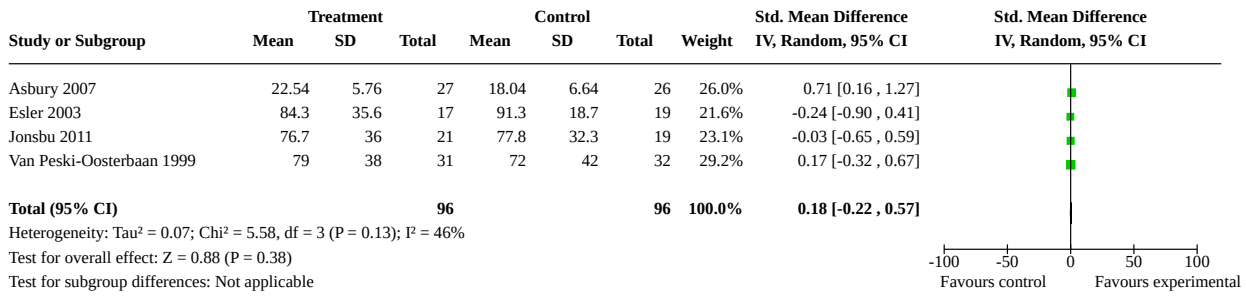 Treatment Control Std. Mean Difference Std. Mean Difference
Study or Subgroup Mean SD Total Mean SD Total Weight IV, Random, 95% CI IV, Random, 95% CI
Asbury 2007 22.54 5.76 27 18.04 6.64 26 26.0% 0.71 [0.16 , 1.27]
Esler 2003 84.3 35.6 17 91.3 18.7 19 21.6% -0.24 [-0.90 , 0.41]
Jonsbu 2011 76.7 36 21 77.8 32.3 19 23.1% -0.03 [-0.65 , 0.59]
Van Peski-Oosterbaan 1999 79 38 31 72 42 32 29.2% 0.17 [-0.32 , 0.67]
Total (95% CI) 96 96 100.0% 0.18 [-0.22 , 0.57]
Heterogeneity: Tau² = 0.07; Chi² = 5.58, df = 3 (P = 0.13); I² = 46%
Test for overall effect: Z = 0.88 (P = 0.38) -100 -50 0 50 100
Test for subgroup differences: Not applicable Favours control Favours experimental